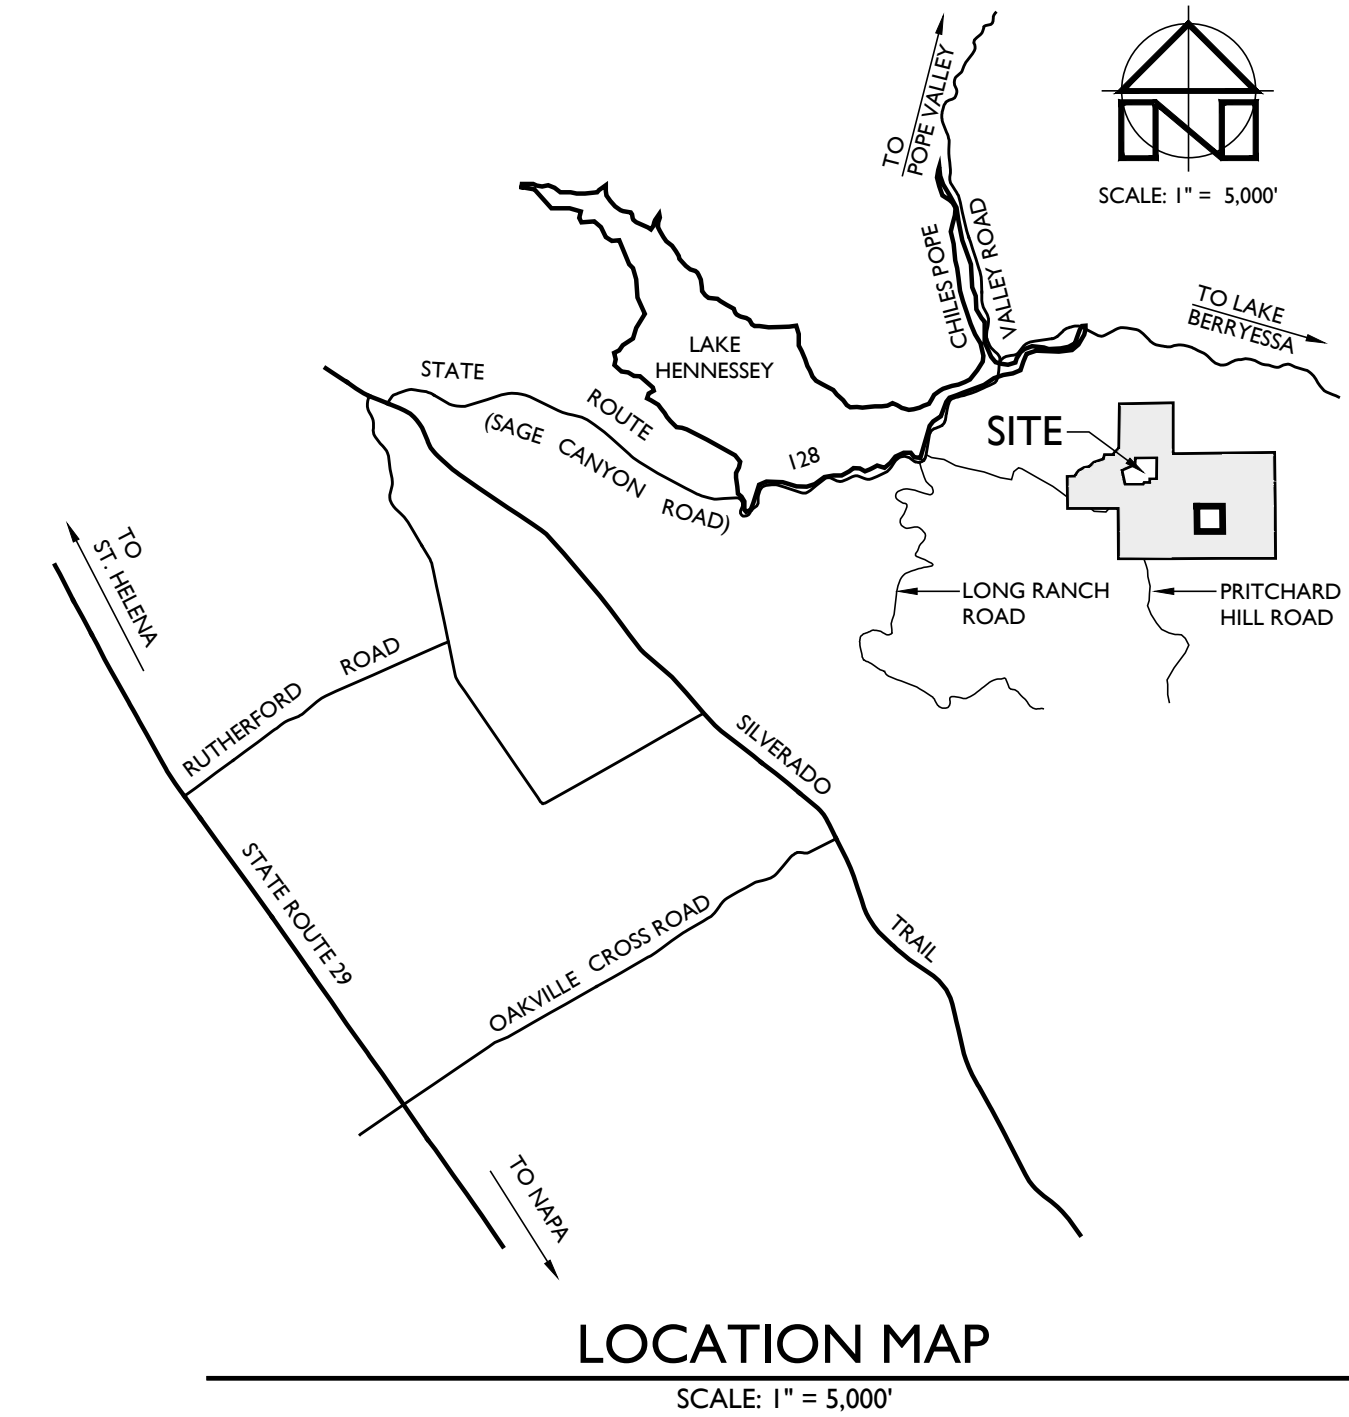 TO
POPE VALLEY
N
SCALE: 1" = 5,000'
CHILES POPE
VALLEY ROAD
TO LAKE
BERRYESSA
LAKE
HENNESSEY
STATE
ROUTE
128
(SAGE CANYON ROAD)
SITE
TO
ST. HELENA
LONG RANCH
ROAD
PRITCHARD
HILL ROAD
RUTHERFORD ROAD
SILVERADO
TRAIL
STATE ROUTE 29
OAKVILLE CROSS ROAD
TO NAPA
LOCATION MAP
SCALE: 1" = 5,000'